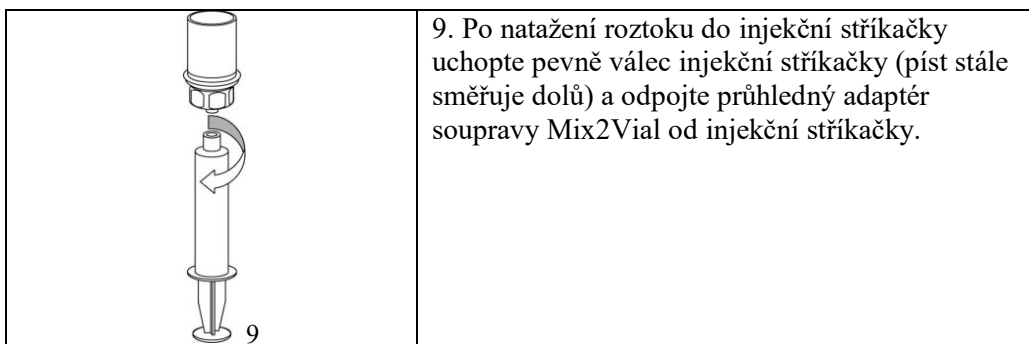 9. Po natažení roztoku do injekční stříkačky
uchopte pevně válec injekční stříkačky (píst stále
směřuje dolů) a odpojte průhledný adaptér
soupravy Mix2Vial od injekční stříkačky.
9